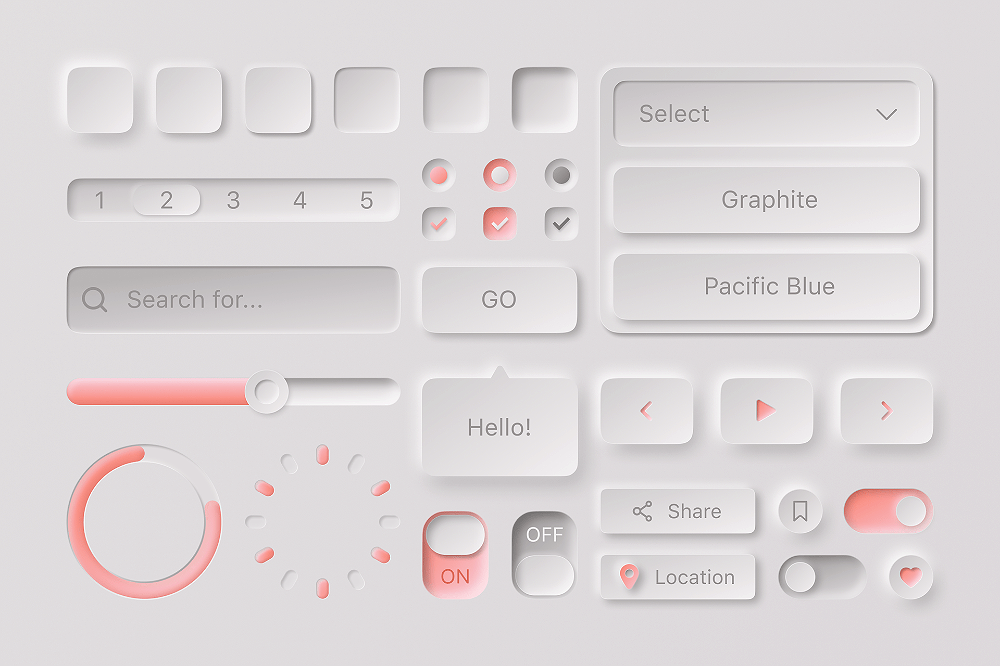 Select
1 2 3 4 5
Graphite
Search for...
GO
Pacific Blue
Hello!
Share
OFF
ON
Location